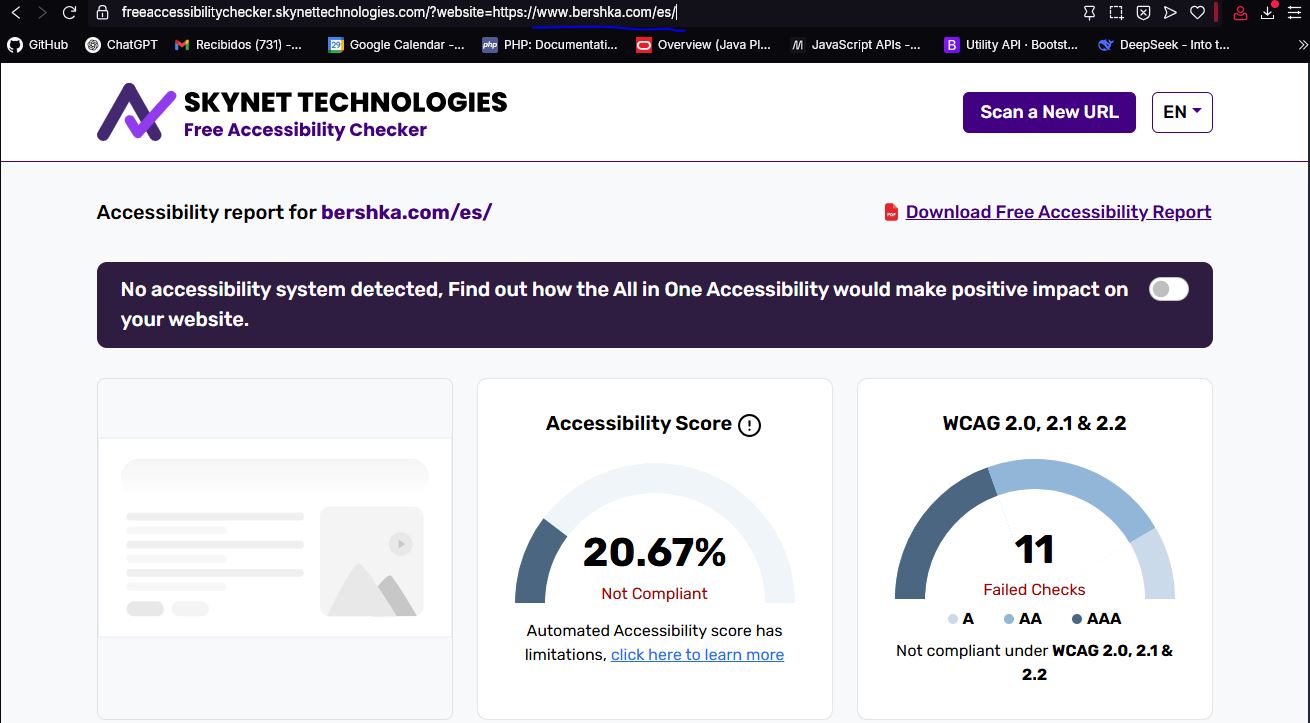 freeaccessibilitychecker.skynettechnologies.com/?website=https://www.bershka.com/es/
GitHub ChatGPT Recibidos (731) -... Google Calendar -... PHP: Documentati... Overview (Java Pl... JavaScript APIs -... Utility API · Bootst... DeepSeek - Into t...
SKYNET TECHNOLOGIES
Free Accessibility Checker
Scan a New URL
EN
Accessibility report for bershka.com/es/
Download Free Accessibility Report
No accessibility system detected, Find out how the All in One Accessibility would make positive impact on
your website.
Accessibility Score
20.67%
Not Compliant
Automated Accessibility score has
limitations, click here to learn more
WCAG 2.0, 2.1 & 2.2
11
Failed Checks
A AA AAA
Not compliant under WCAG 2.0, 2.1 &
2.2